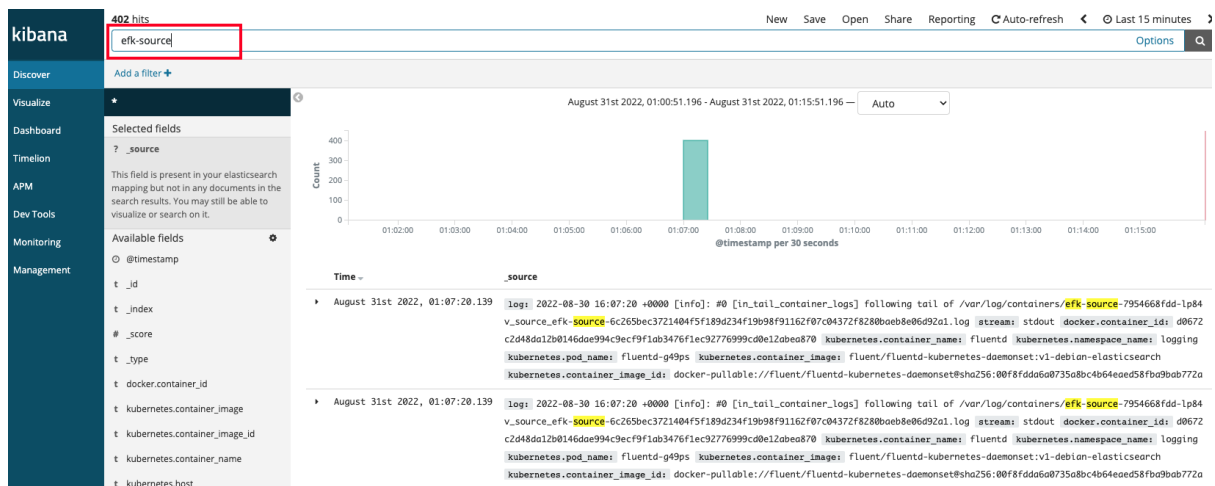 402 hits
New Save Open Share Reporting Auto-refresh Last 15 minutes
kibana
efk-source
Options
Discover
Add a filter +
Visualize
*
August 31st 2022, 01:00:51.196 - August 31st 2022, 01:15:51.196 — Auto
Dashboard
Selected fields
Timelion
? _source
APM
This field is present in your elasticsearch
mapping but not in any documents in the
search results. You may still be able to
visualize or search on it.
Dev Tools
Monitoring
Management
Available fields
@timestamp
t _id
t _index
# _score
t _type
t docker.container_id
t kubernetes.container_image
t kubernetes.container_image_id
t kubernetes.container_name
t kubernetes.host
Count
400
300
200
100
0
01:02:00 01:03:00 01:04:00 01:05:00 01:06:00 01:07:00 01:08:00 01:09:00 01:10:00 01:11:00 01:12:00 01:13:00 01:14:00 01:15:00
@timestamp per 30 seconds
Time _source
August 31st 2022, 01:07:20.139 log: 2022-08-30 16:07:20 +0000 [info]: #0 [in_tail_container_logs] following tail of /var/log/containers/efk-source-7954668fdd-lp84
v_source_efk-source-6c265bec3721404f5f189d234f19b98f91162f07c04372f8280baeb8e06d92a1.log stream: stdout docker.container_id: d0672
c2d48da12b0146dae994c9ecf9f1ab3476f1ec92776999cd0e12abea870 kubernetes.container_name: fluentd kubernetes.namespace_name: logging
kubernetes.pod_name: fluentd-g49ps kubernetes.container_image: fluent/fluentd-kubernetes-daemonset:v1-debian-elasticsearch
kubernetes.container_image_id: docker-pullable://fluent/fluentd-kubernetes-daemonset@sha256:00f8fdda6a0735a8bc4b64eaed58fba9bab772a
August 31st 2022, 01:07:20.139 log: 2022-08-30 16:07:20 +0000 [info]: #0 [in_tail_container_logs] following tail of /var/log/containers/efk-source-7954668fdd-lp84
v_source_efk-source-6c265bec3721404f5f189d234f19b98f91162f07c04372f8280baeb8e06d92a1.log stream: stdout docker.container_id: d0672
c2d48da12b0146dae994c9ecf9f1ab3476f1ec92776999cd0e12abea870 kubernetes.container_name: fluentd kubernetes.namespace_name: logging
kubernetes.pod_name: fluentd-g49ps kubernetes.container_image: fluent/fluentd-kubernetes-daemonset:v1-debian-elasticsearch
kubernetes.container_image_id: docker-pullable://fluent/fluentd-kubernetes-daemonset@sha256:00f8fdda6a0735a8bc4b64eaed58fba9bab772a